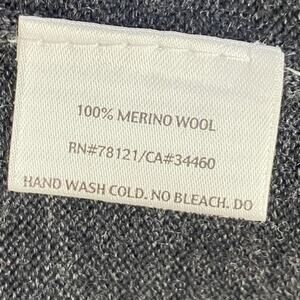 100% MERINO WOOL
RN#78121/CA#34460
HAND WASH COLD. NO BLEACH. DO